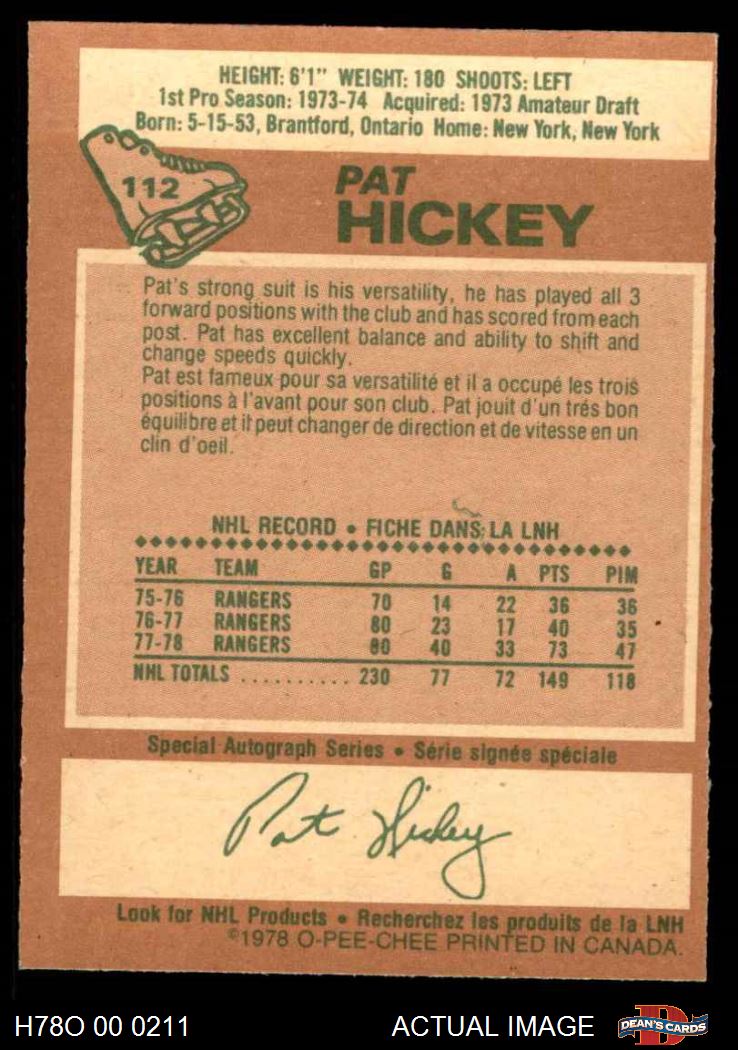 HEIGHT: 6'1" WEIGHT: 180 SHOOTS: LEFT
1st Pro Season: 1973-74 Acquired: 1973 Amateur Draft
Born: 5-15-53, Brantford, Ontario Home: New York, New York
112
PAT
HICKEY
Pat's strong suit is his versatility, he has played all 3
forward positions with the club and has scored from each
post. Pat has excellent balance and ability to shift and
change speeds quickly.
Pat est fameux pour sa versatilité et il a occupé les trois
positions à l'avant pour son club. Pat jouit d'un trés bon
équilibre et il peut changer de direction et de vitesse en un
clin d'oeil.
NHL RECORD • FICHE DANS LA LNH
YEAR TEAM GP G A PTS PIM
75-76 RANGERS 70 14 22 36 36
76-77 RANGERS 80 23 17 40 35
77-78 RANGERS 80 40 33 73 47
NHL TOTALS .......... 230 77 72 149 118
Special Autograph Series • Série signée spéciale
Pat Hickey
Look for NHL Products • Recherchez les produits de la LNH
©1978 O-PEE-CHEE PRINTED IN CANADA.
H78O 00 0211
ACTUAL IMAGE
D
DEAN'S CARDS